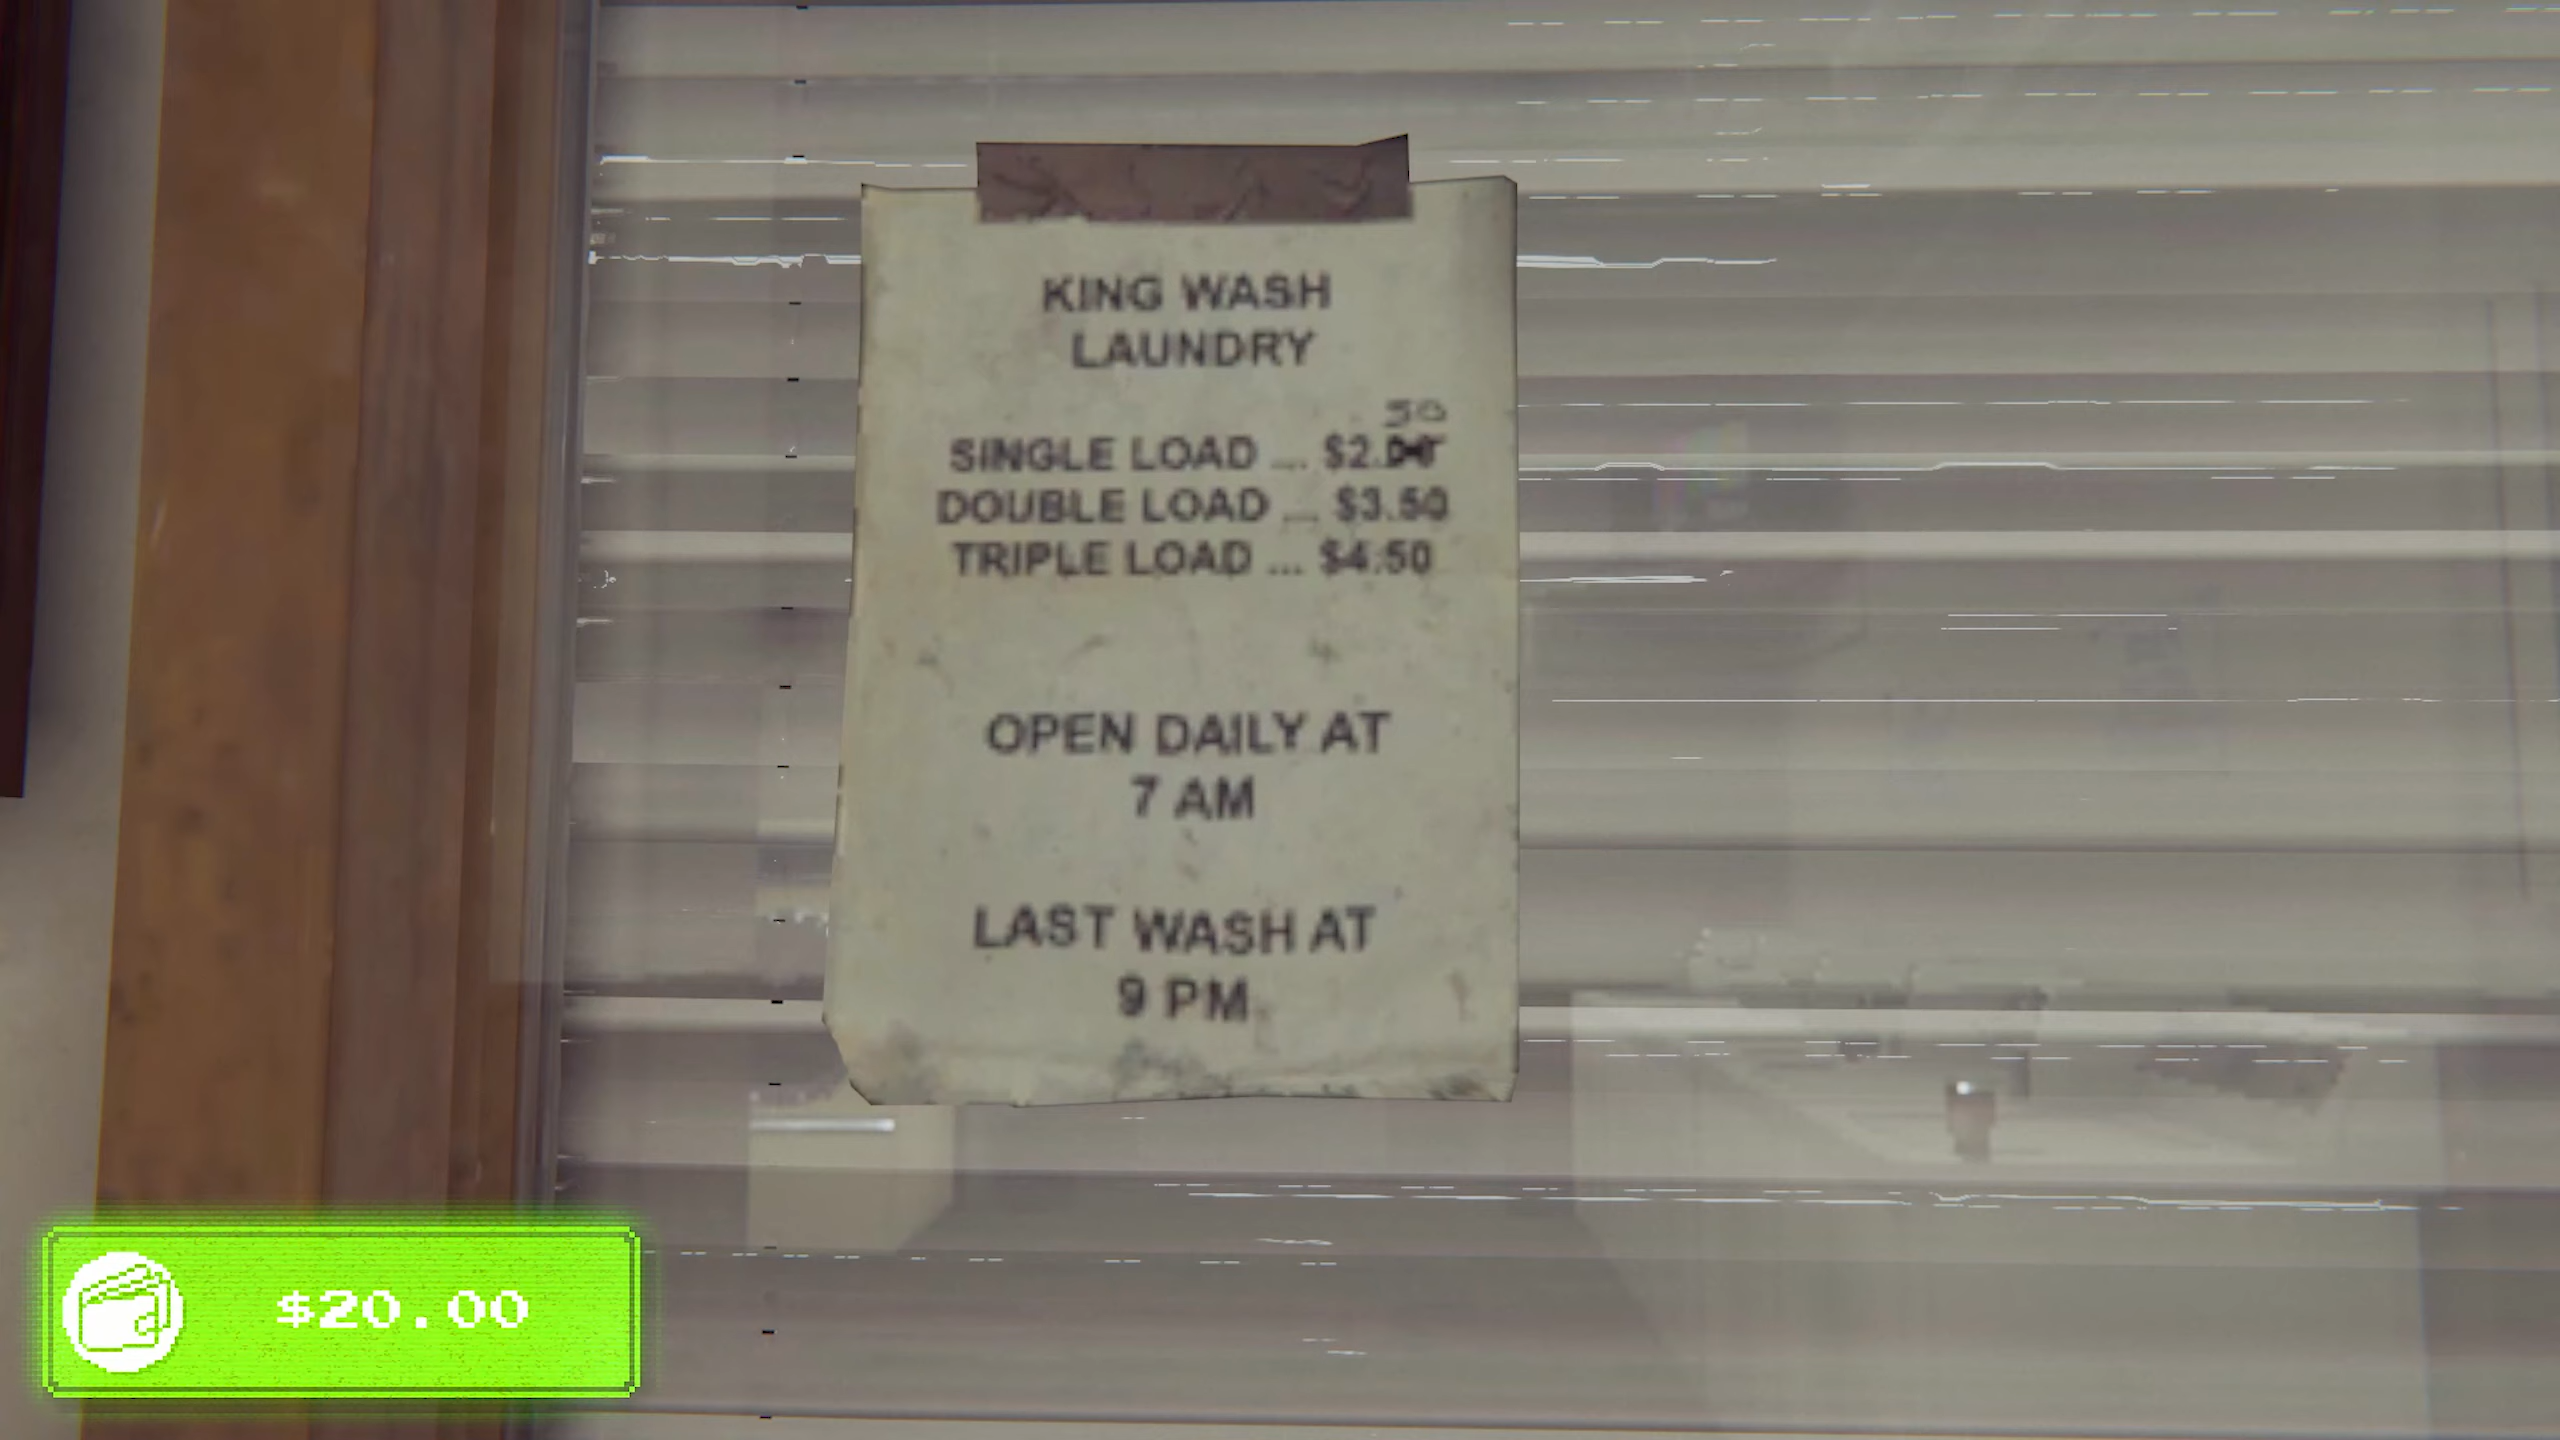 KING WASH
LAUNDRY
50
SINGLE LOAD ... $2.
DOUBLE LOAD ... $3.50
TRIPLE LOAD ... $4.50
OPEN DAILY AT
7 AM
LAST WASH AT
9 PM
$20.00